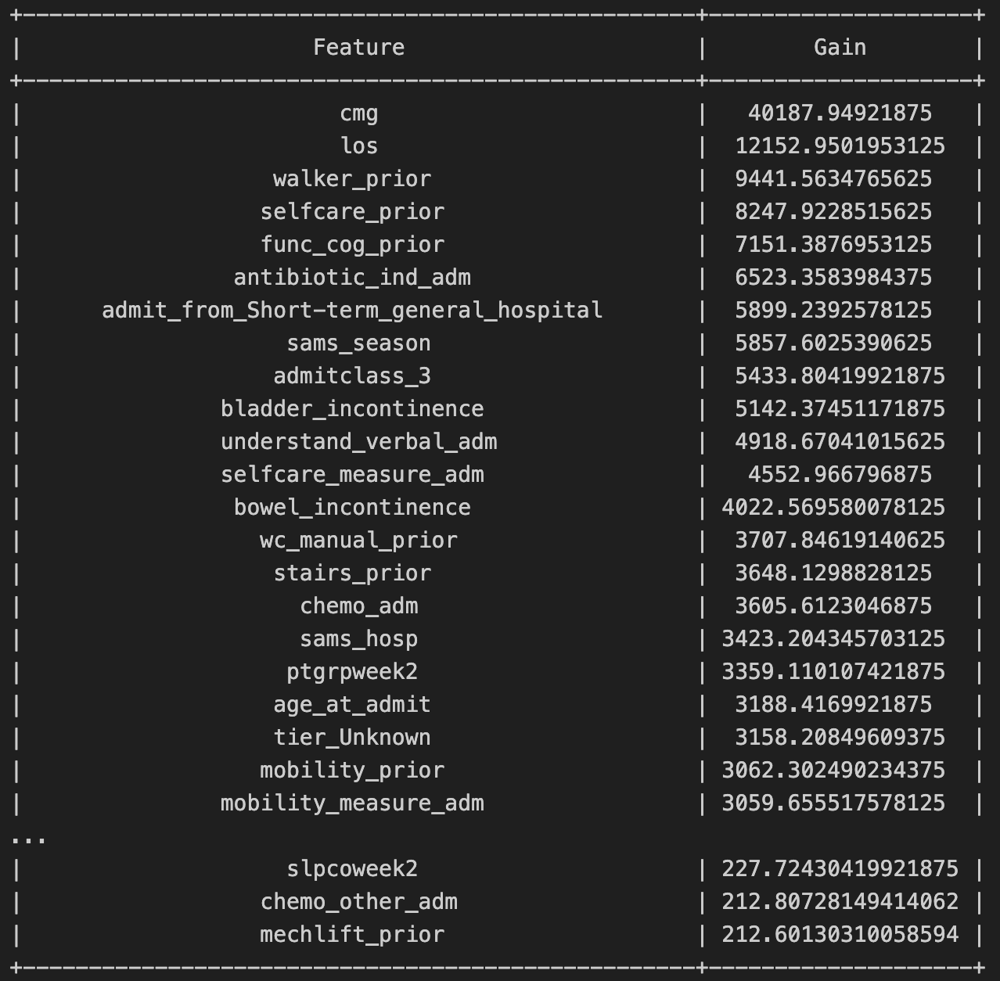 +---------------------------------------------------+--------------------+
| Feature | Gain |
+---------------------------------------------------+--------------------+
| cmg | 40187.94921875 |
| los | 12152.9501953125 |
| walker_prior | 9441.5634765625 |
| selfcare_prior | 8247.9228515625 |
| func_cog_prior | 7151.3876953125 |
| antibiotic_ind_adm | 6523.3583984375 |
| admit_from_Short-term_general_hospital | 5899.2392578125 |
| sams_season | 5857.6025390625 |
| admitclass_3 | 5433.80419921875 |
| bladder_incontinence | 5142.37451171875 |
| understand_verbal_adm | 4918.67041015625 |
| selfcare_measure_adm | 4552.966796875 |
| bowel_incontinence | 4022.569580078125 |
| wc_manual_prior | 3707.84619140625 |
| stairs_prior | 3648.1298828125 |
| chemo_adm | 3605.6123046875 |
| sams_hosp | 3423.204345703125 |
| ptgrpweek2 | 3359.110107421875 |
| age_at_admit | 3188.4169921875 |
| tier_Unknown | 3158.20849609375 |
| mobility_prior | 3062.302490234375 |
| mobility_measure_adm | 3059.655517578125 |
...
| slpcoweek2 | 227.72430419921875 |
| chemo_other_adm | 212.80728149414062 |
| mechlift_prior | 212.60130310058594 |
+---------------------------------------------------+--------------------+